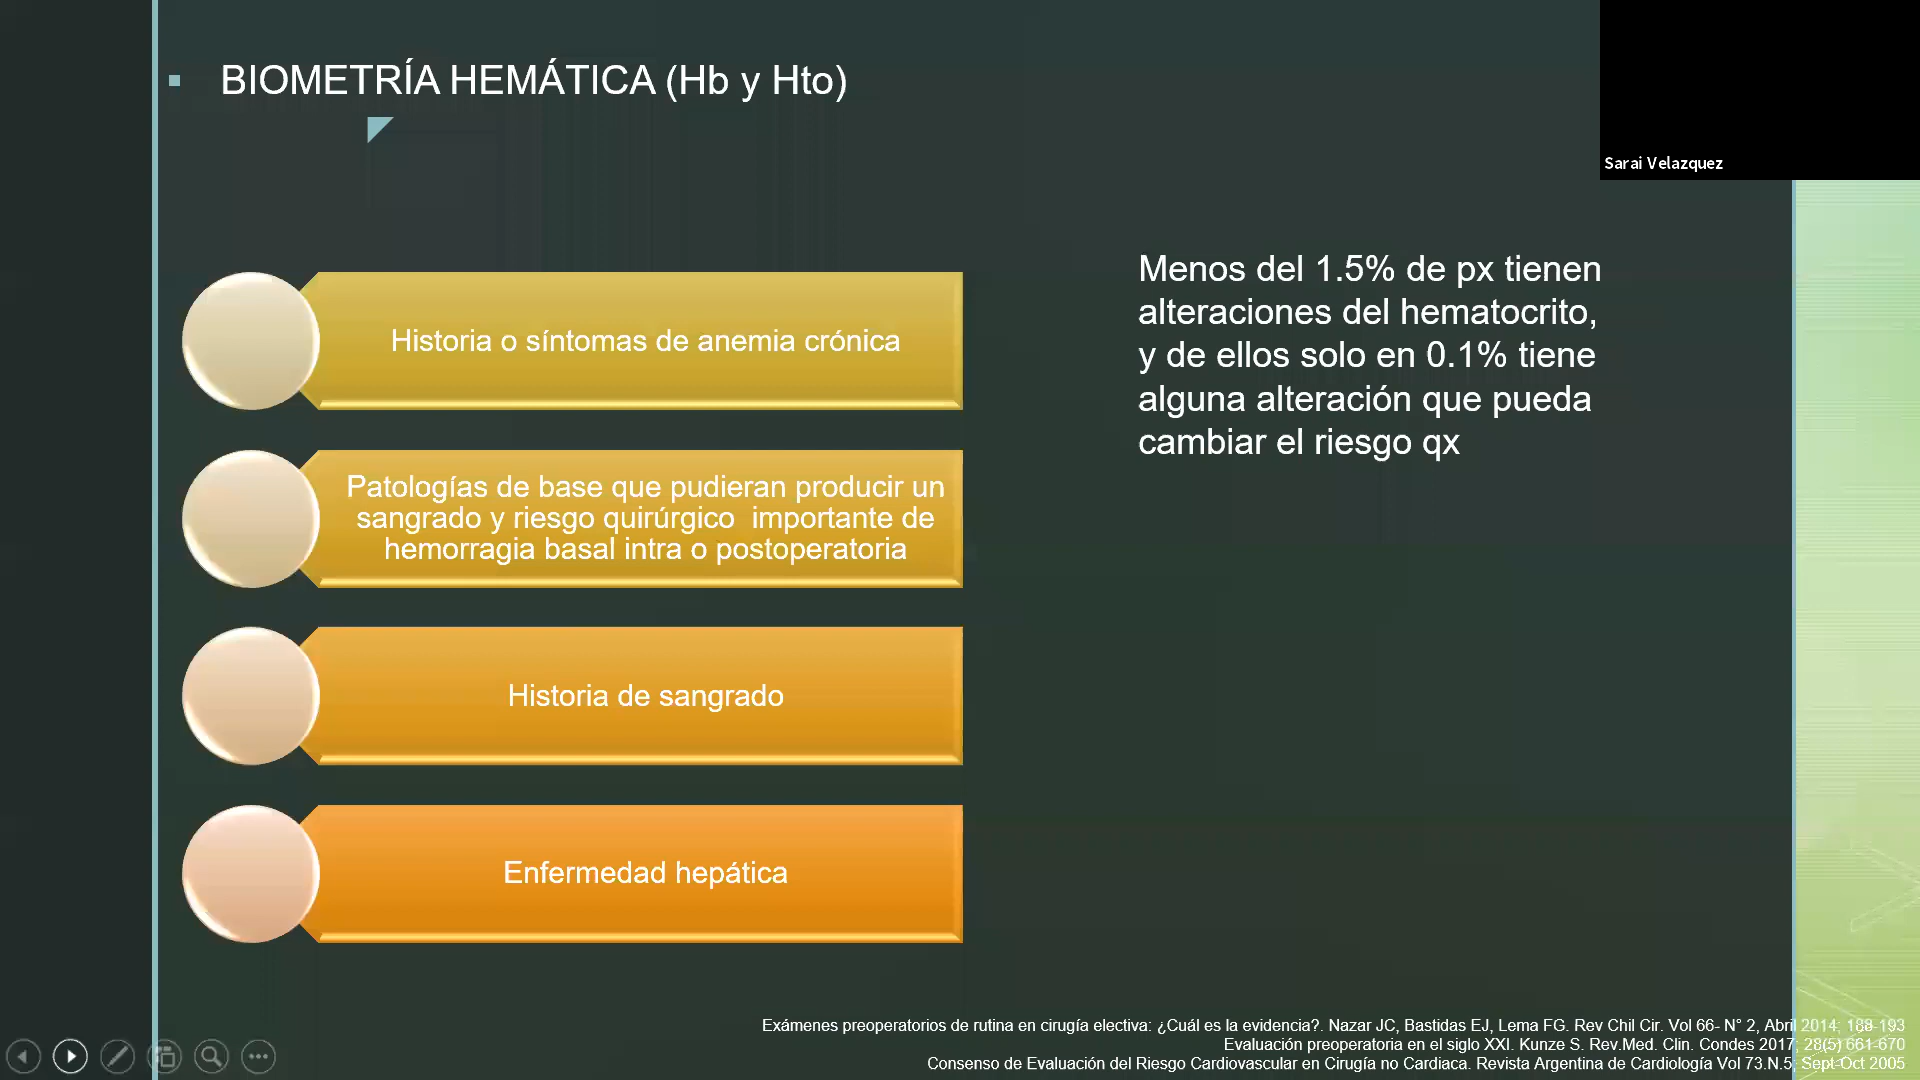 BIOMETRÍA HEMÁTICA (Hb y Hto)
Sarai Velazquez
Historia o síntomas de anemia crónica
Patologías de base que pudieran producir un
sangrado y riesgo quirúrgico importante de
hemorragia basal intra o postoperatoria
Historia de sangrado
Enfermedad hepática
Menos del 1.5% de px tienen
alteraciones del hematocrito,
y de ellos solo en 0.1% tiene
alguna alteración que pueda
cambiar el riesgo qx
Exámenes preoperatorios de rutina en cirugía electiva: ¿Cuál es la evidencia?. Nazar JC, Bastidas EJ, Lema FG. Rev Chil Cir. Vol 66- N° 2, Abril 2014; 188-193
Evaluación preoperatoria en el siglo XXI. Kunze S. Rev.Med. Clin. Condes 2017; 28(5) 661-670
Consenso de Evaluación del Riesgo Cardiovascular en Cirugía no Cardiaca. Revista Argentina de Cardiología Vol 73.N.5, Sept-Oct 2005